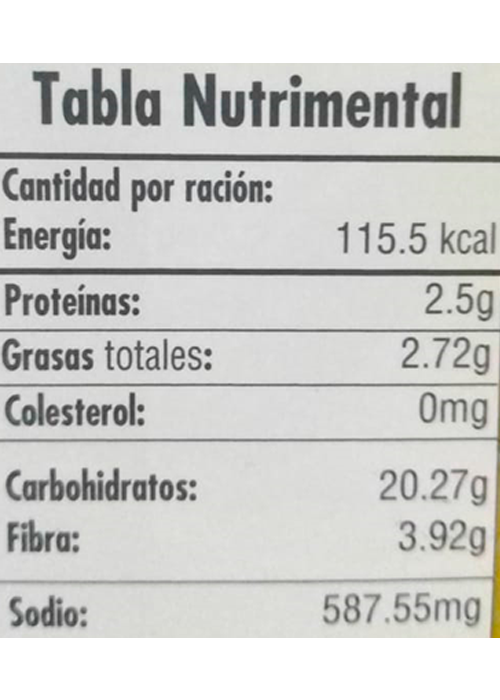 Tabla Nutrimental
Cantidad por ración:
Energía: 115.5 kcal
Proteínas: 2.5g
Grasas totales: 2.72g
Colesterol: 0mg
Carbohidratos: 20.27g
Fibra: 3.92g
Sodio: 587.55mg